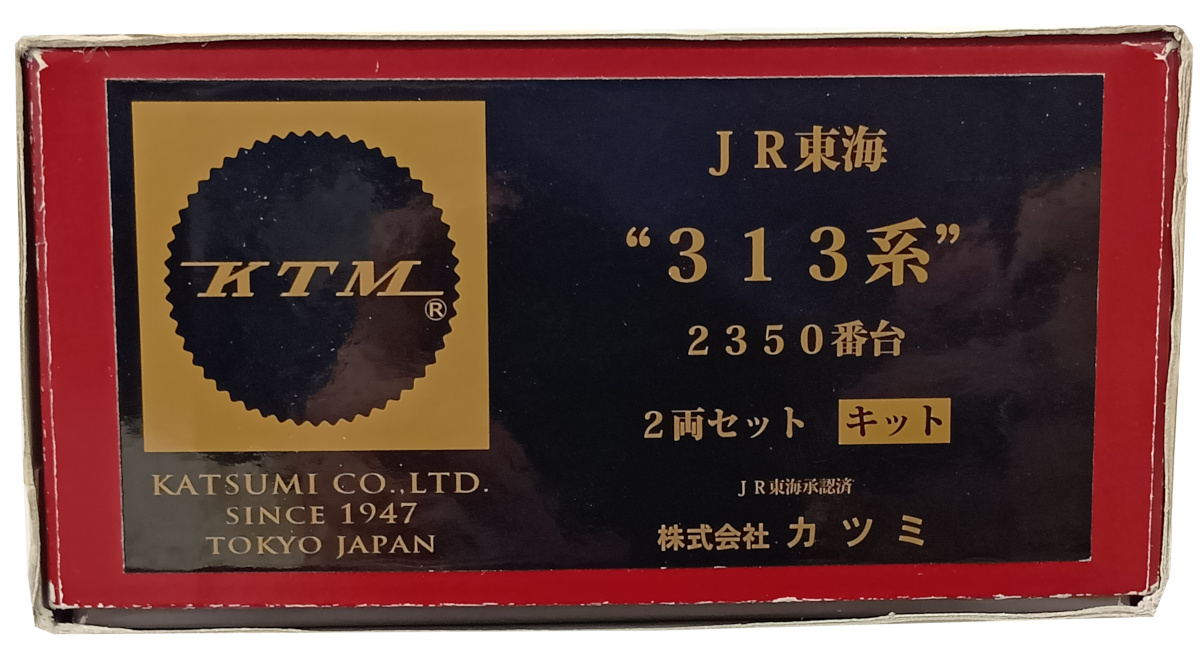 KTM®
KATSUMI CO.,LTD.
SINCE 1947
TOKYO JAPAN
ＪＲ東海
“３１３系”
２３５０番台
２両セット キット
ＪＲ東海承認済
株式会社 カツミ